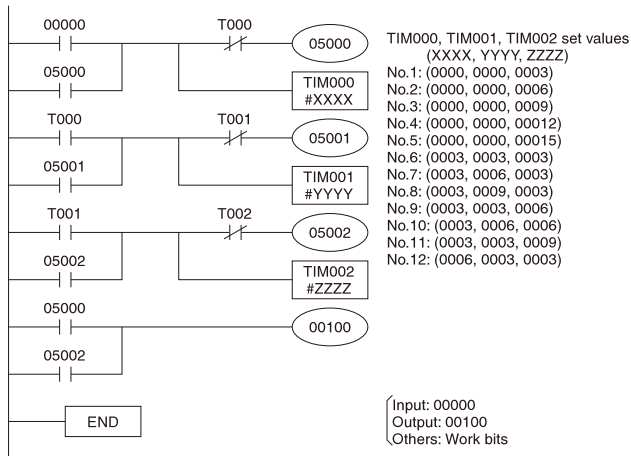 00000 T000
05000
05000
TIM000
#XXXX
T000 T001
05001
05001
TIM001
#YYYY
T001 T002
05002
05002
TIM002
#ZZZZ
05000
00100
05002
END
TIM000, TIM001, TIM002 set values
(XXXX, YYYY, ZZZZ)
No.1: (0000, 0000, 0003)
No.2: (0000, 0000, 0006)
No.3: (0000, 0000, 0009)
No.4: (0000, 0000, 00012)
No.5: (0000, 0000, 00015)
No.6: (0003, 0003, 0003)
No.7: (0003, 0006, 0003)
No.8: (0003, 0009, 0003)
No.9: (0003, 0003, 0006)
No.10: (0003, 0006, 0006)
No.11: (0003, 0003, 0009)
No.12: (0006, 0003, 0003)
Input: 00000
Output: 00100
Others: Work bits